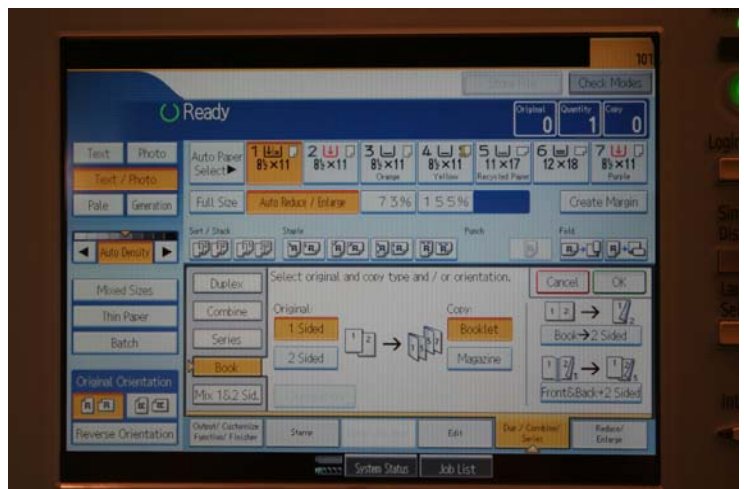 101
Check Modes
Ready
Original Quantity Copy
0 1 0
Text Photo
Text / Photo
Pale Generation
Auto Density
Mixed Sizes
Thin Paper
Batch
Original Orientation
Reverse Orientation
Auto Paper Select▶
1 8½×11
2 8½×11
3 8½×11 Orange
4 8½×11 Yellow
5 11×17 Recycled Paper
6 12×18
7 8½×11 Purple
Full Size Auto Reduce / Enlarge 73% 155% Create Margin
Sort / Stack Staple Punch Fold
Duplex
Combine
Series
Book
Mix 1&2 Sid.
Select original and copy type and / or orientation.
Cancel OK
Original:
1 Sided
2 Sided
Copy:
Booklet
Magazine
Book→2 Sided
Front&Back→2 Sided
Output/ Customize Function/ Finisher
Stamp
Edit
Dup./ Combine/ Series
Reduce/ Enlarge
System Status Job List
Login